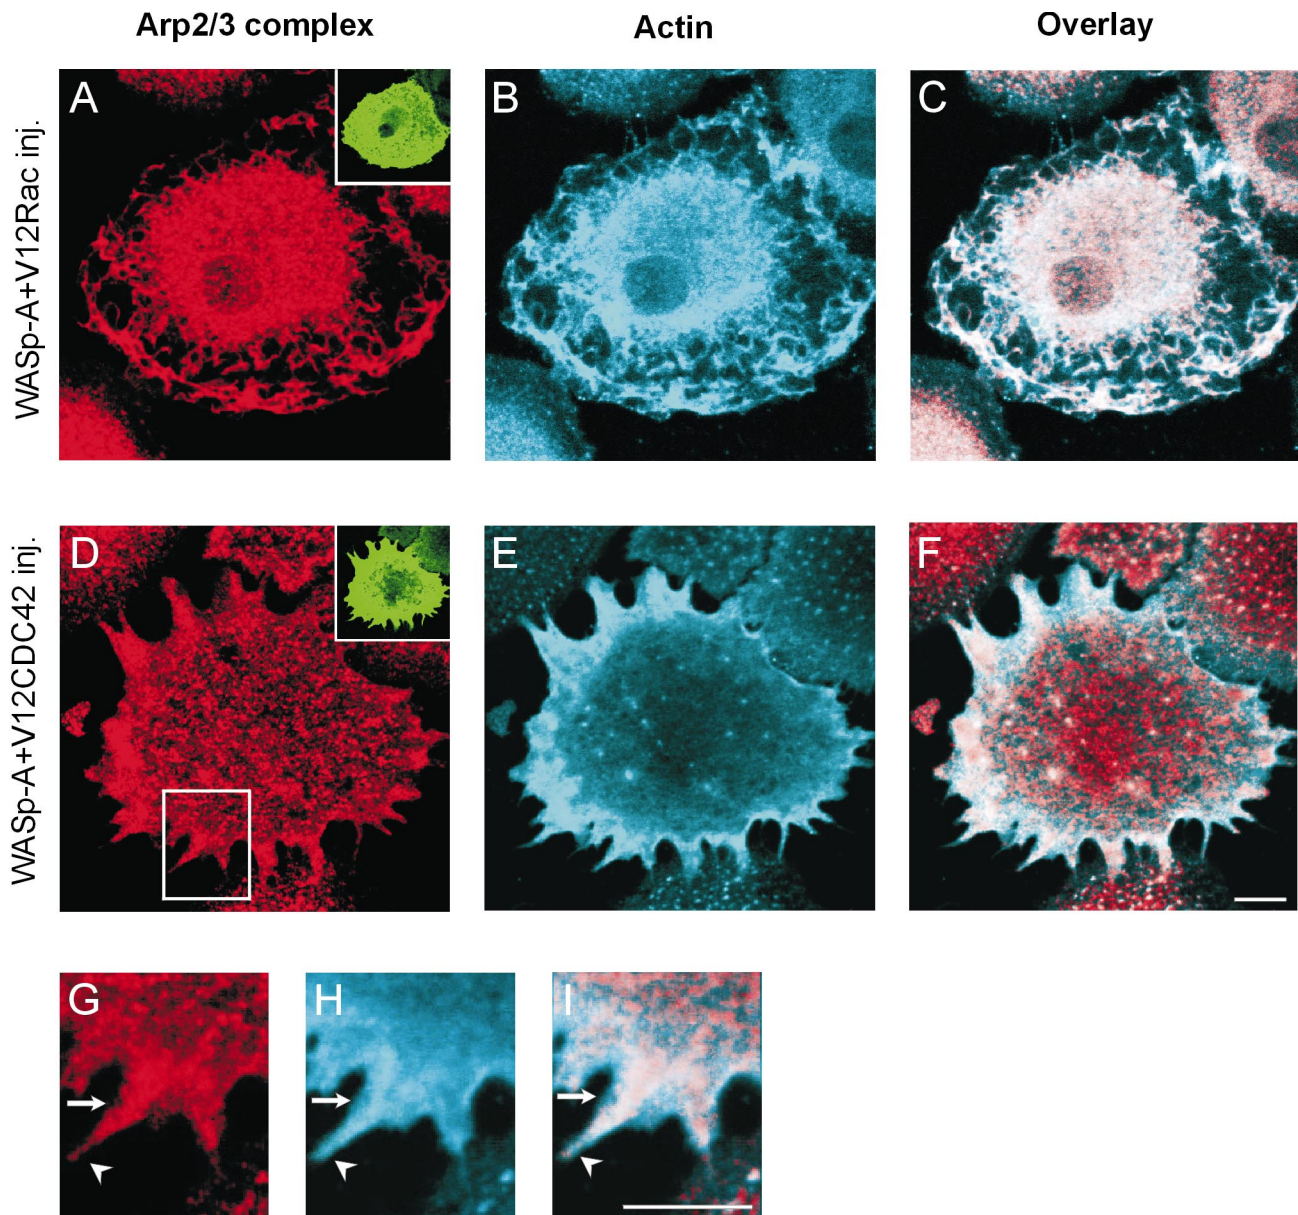 Arp2/3 complex
Actin
Overlay
WASp-A+V12Rac inj.
A
B
C
WASp-A+V12CDC42 inj.
D
E
F
G
H
I